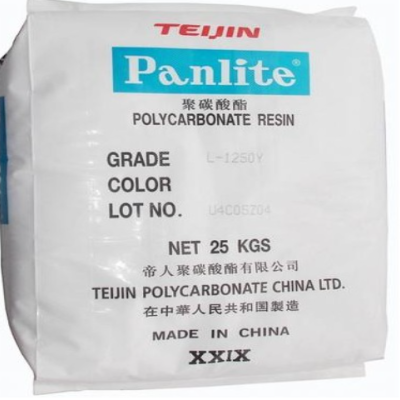 TEIJIN
Panlite®
聚碳酸酯
POLYCARBONATE RESIN
GRADE L-1250Y
COLOR
LOT NO. U4C05Z04
NET 25 KGS
帝人聚碳酸酯有限公司
TEIJIN POLYCARBONATE CHINA LTD.
在中華人民共和国製造
MADE IN CHINA
XXIX